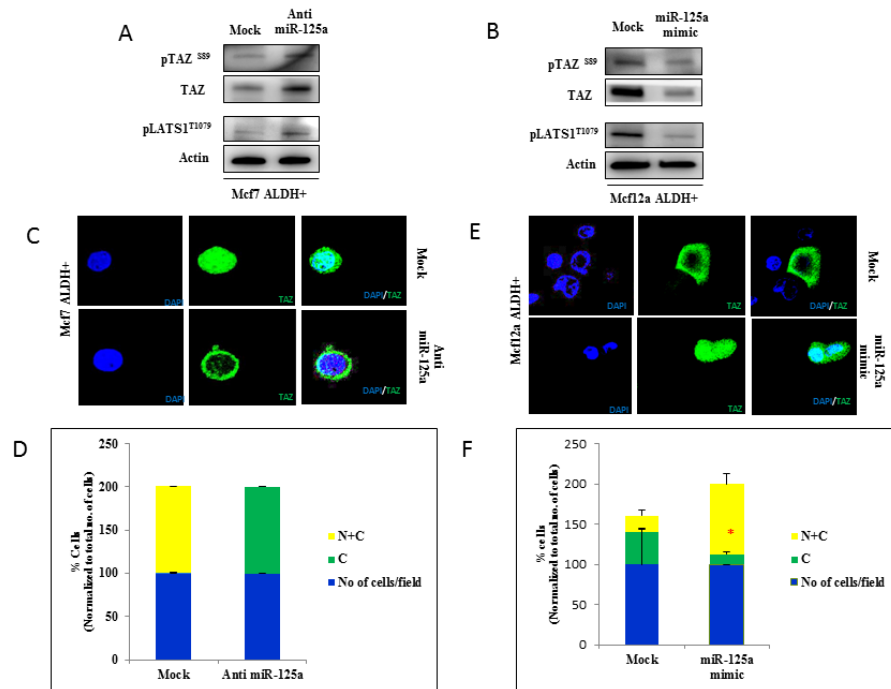 A
Mock
Anti
miR-125a
pTAZ S89
TAZ
pLATS1T1079
Actin
Mcf7 ALDH+
B
Mock
miR-125a
mimic
pTAZ S89
TAZ
pLATS1T1079
Actin
Mcf12a ALDH+
C
Mcf7 ALDH+
DAPI
TAZ
DAPI/TAZ
Mock
DAPI
TAZ
DAPI/TAZ
Anti
miR-125a
E
Mcf12a ALDH+
DAPI
TAZ
DAPI/TAZ
Mock
DAPI
TAZ
DAPI/TAZ
miR-125a
mimic
D
% Cells
(Normalized to total no. of cells)
250
200
150
100
50
0
Mock
Anti miR-125a
N+C
C
No of cells/field
F
% cells
(Normalized to total no. of cells)
250
200
150
100
50
0
*
Mock
miR-125a
mimic
N+C
C
No of cells/field